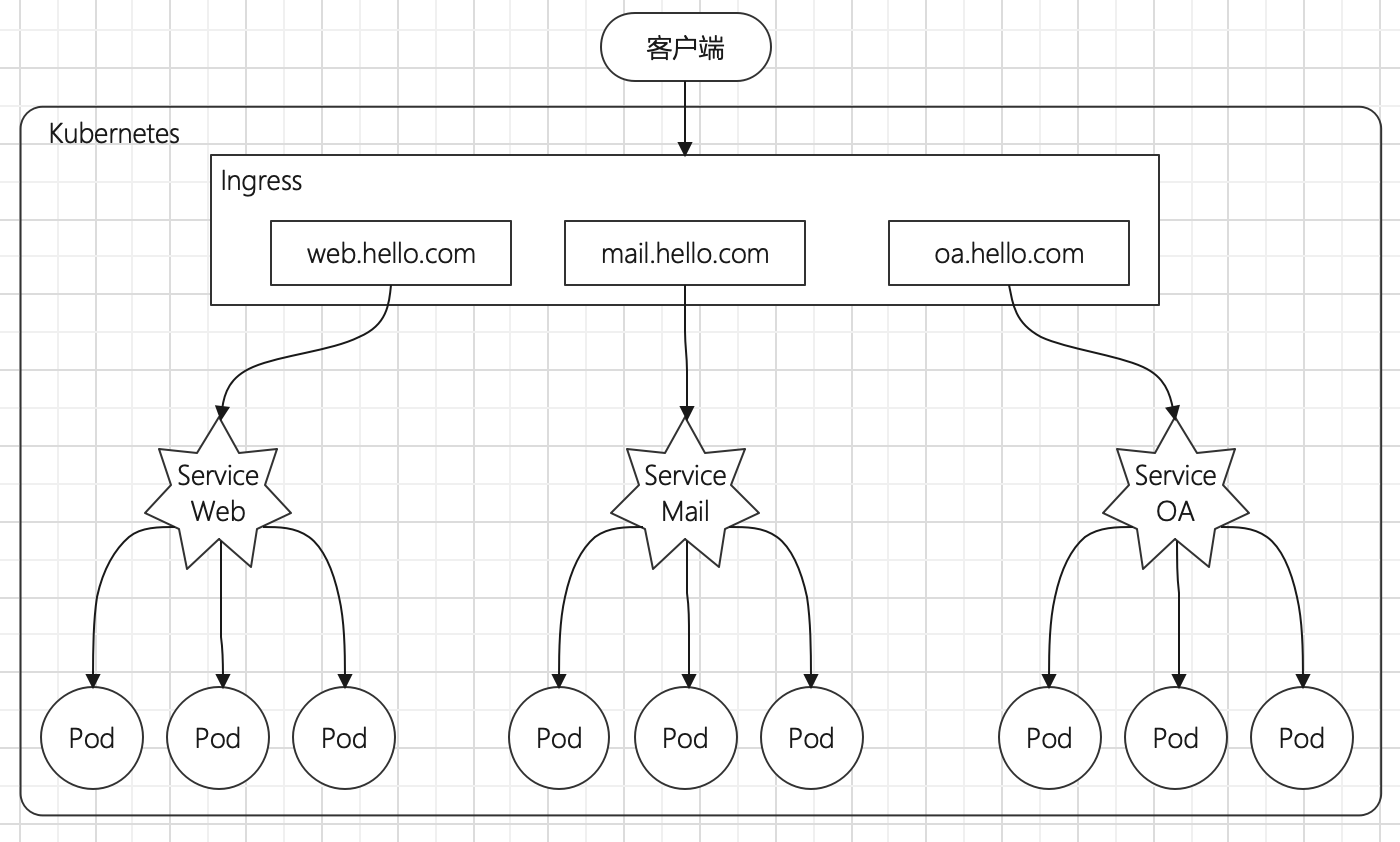 客户端
Kubernetes
Ingress
web.hello.com
mail.hello.com
oa.hello.com
Service
Web
Service
Mail
Service
OA
Pod
Pod
Pod
Pod
Pod
Pod
Pod
Pod
Pod